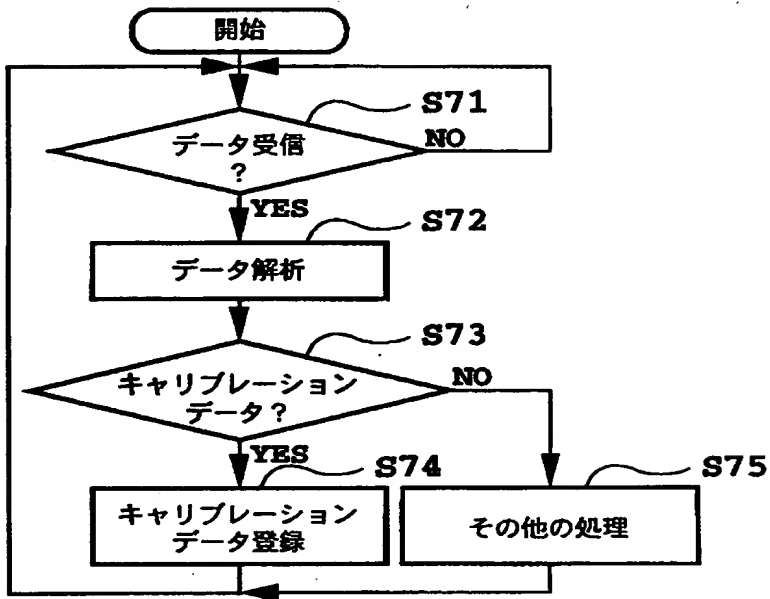 開始
S71
データ受信
?
NO
YES
S72
データ解析
S73
キャリブレーション
データ?
NO
YES
S74
キャリブレーション
データ登録
S75
その他の処理